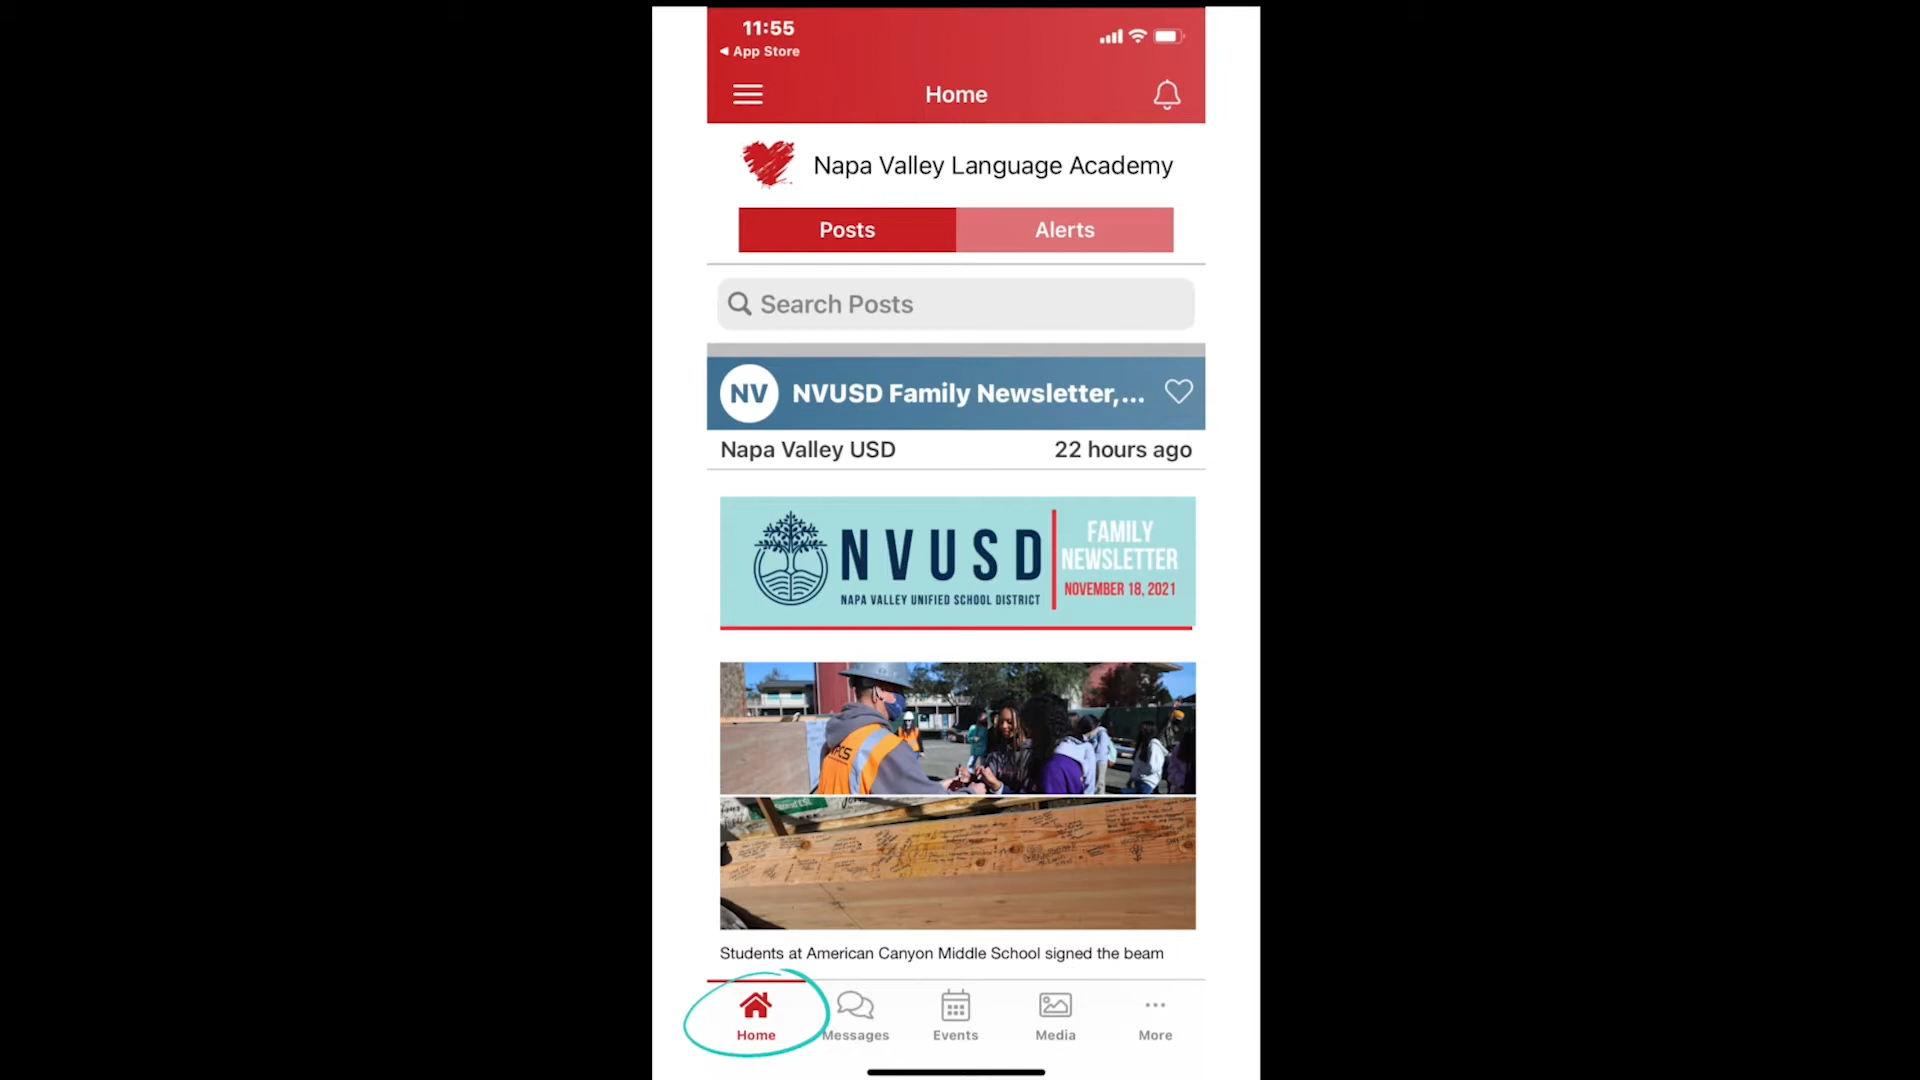 11:55
◀ App Store
Home
Napa Valley Language Academy
Posts
Alerts
Search Posts
NV
NVUSD Family Newsletter,...
Napa Valley USD
22 hours ago
NVUSD
NAPA VALLEY UNIFIED SCHOOL DISTRICT
FAMILY
NEWSLETTER
NOVEMBER 18, 2021
Students at American Canyon Middle School signed the beam
Home
Messages
Events
Media
More